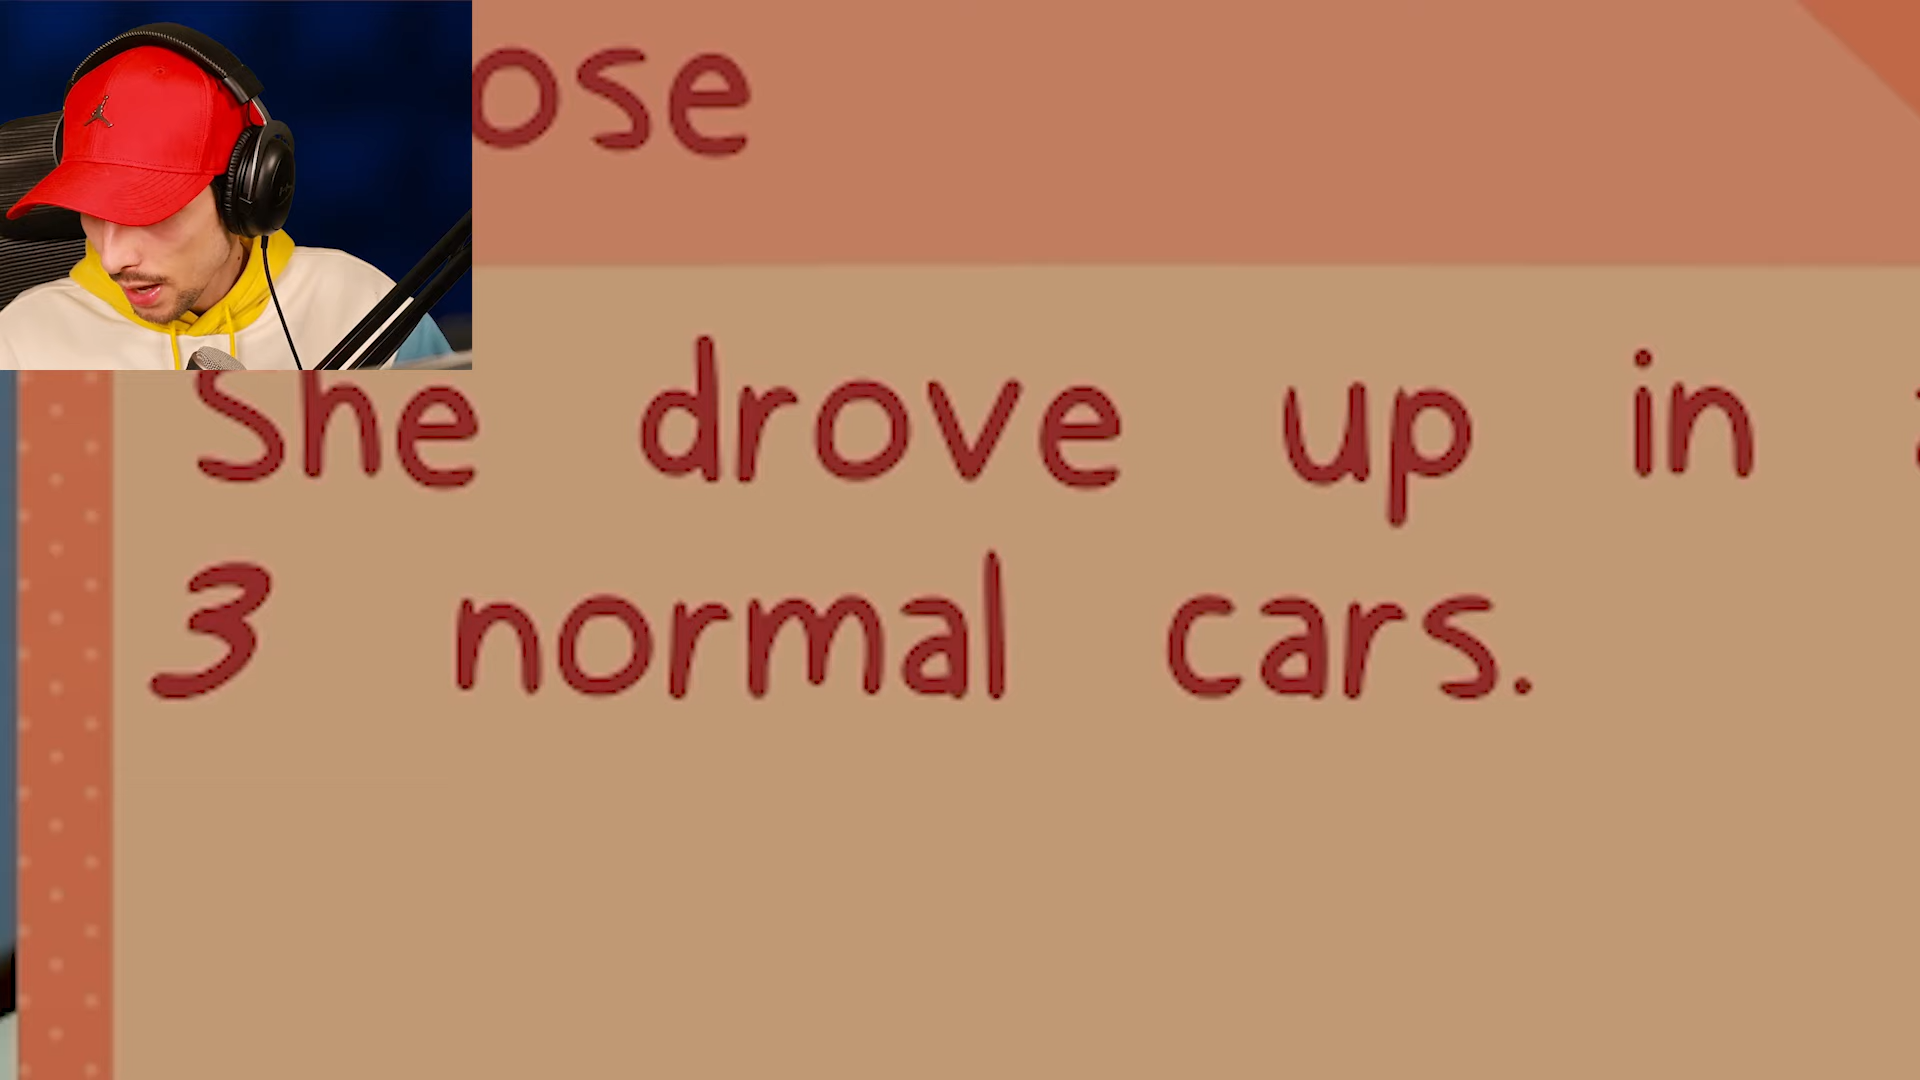 ose
She drove up in
3 normal cars.